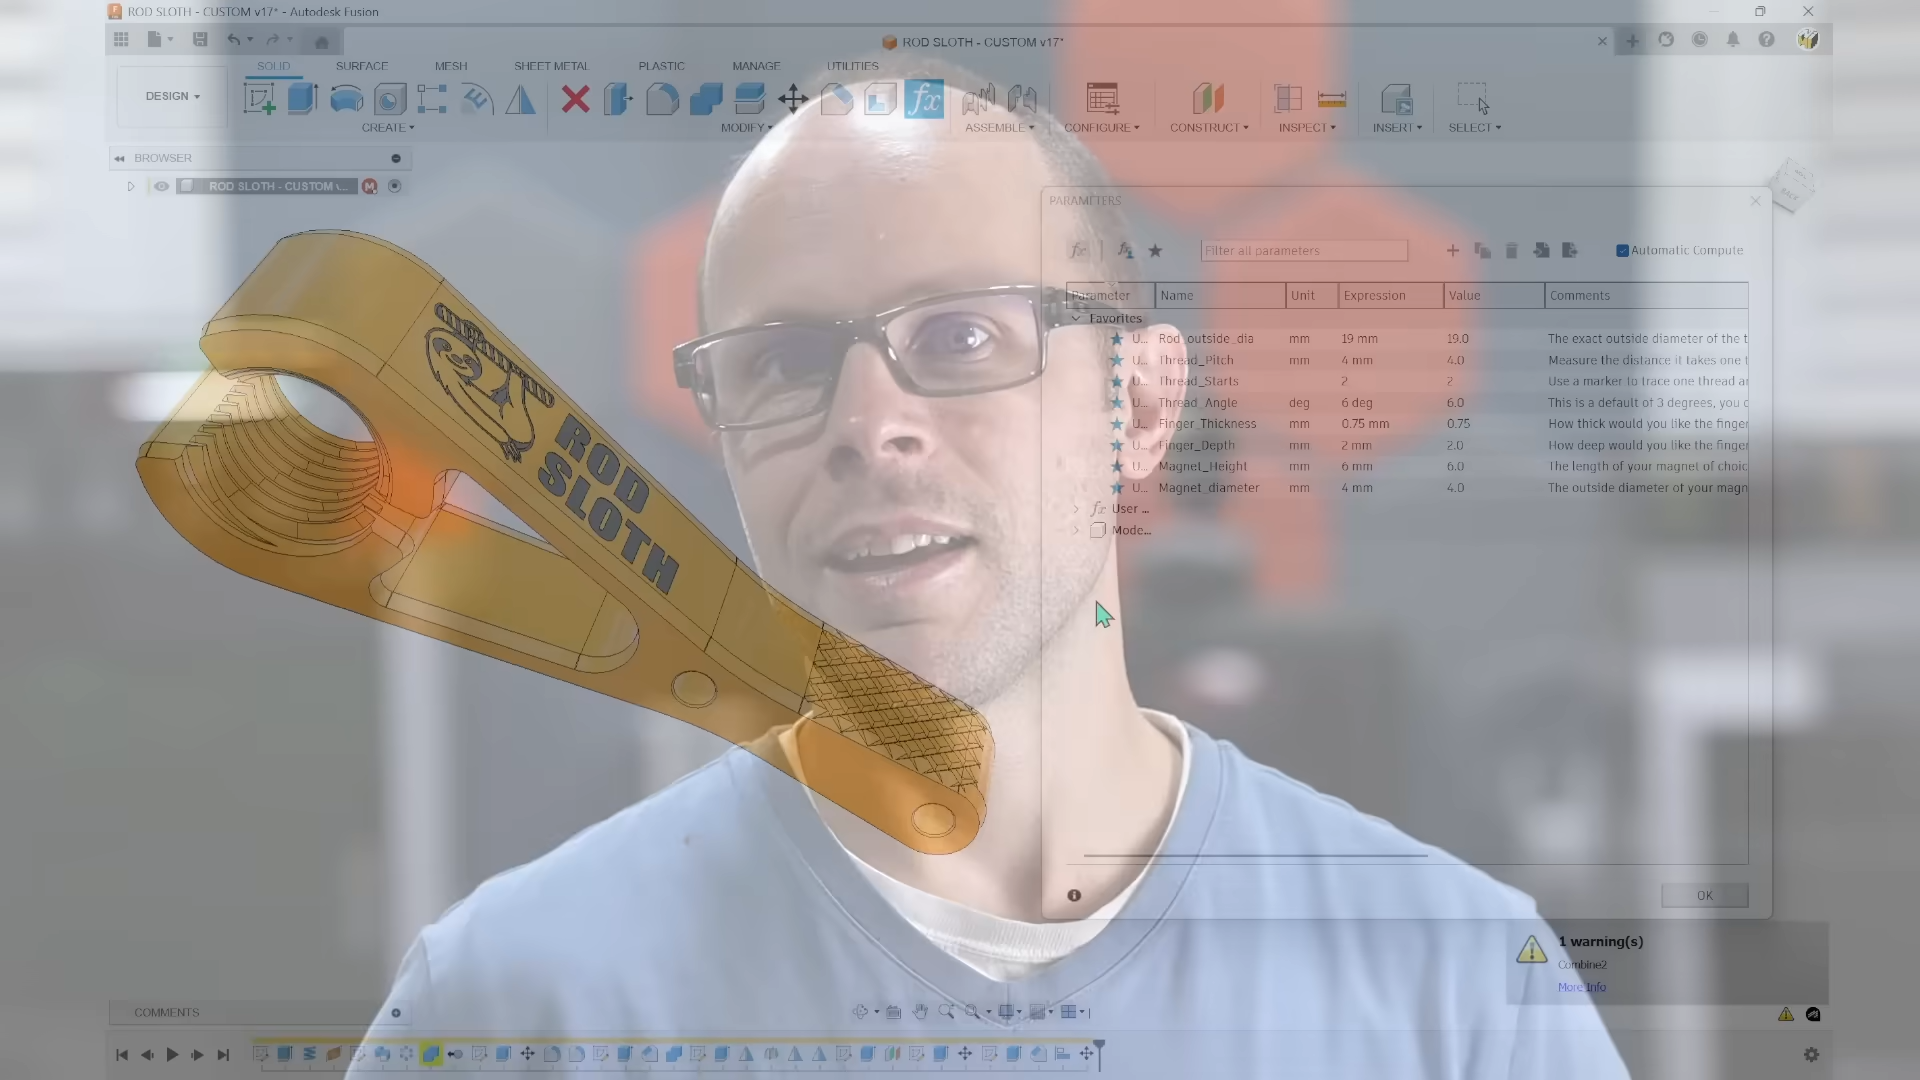 ROD SLOTH - CUSTOM v17* - Autodesk Fusion
ROD SLOTH - CUSTOM v17*
SOLID SURFACE MESH SHEET METAL PLASTIC MANAGE UTILITIES
DESIGN
CREATE MODIFY ASSEMBLE CONFIGURE CONSTRUCT INSPECT INSERT SELECT
BROWSER
ROD SLOTH - CUSTOM v...
M
BACK
PARAMETERS
fx
Filter all parameters
Automatic Compute
Parameter Name Unit Expression Value Comments
Favorites
U... Rod_outside_dia mm 19 mm 19.0 The exact outside diameter of the t
U... Thread_Pitch mm 4 mm 4.0 Measure the distance it takes one t
U... Thread_Starts 2 2 Use a marker to trace one thread ar
U... Thread_Angle deg 6 deg 6.0 This is a default of 3 degrees, you c
U... Finger_Thickness mm 0.75 mm 0.75 How thick would you like the finger
U... Finger_Depth mm 2 mm 2.0 How deep would you like the finger
U... Magnet_Height mm 6 mm 6.0 The length of your magnet of choic
U... Magnet_diameter mm 4 mm 4.0 The outside diameter of your magn
fx User ...
Mode...
ROD
SLOTH
OK
1 warning(s)
Combine2
More Info
COMMENTS